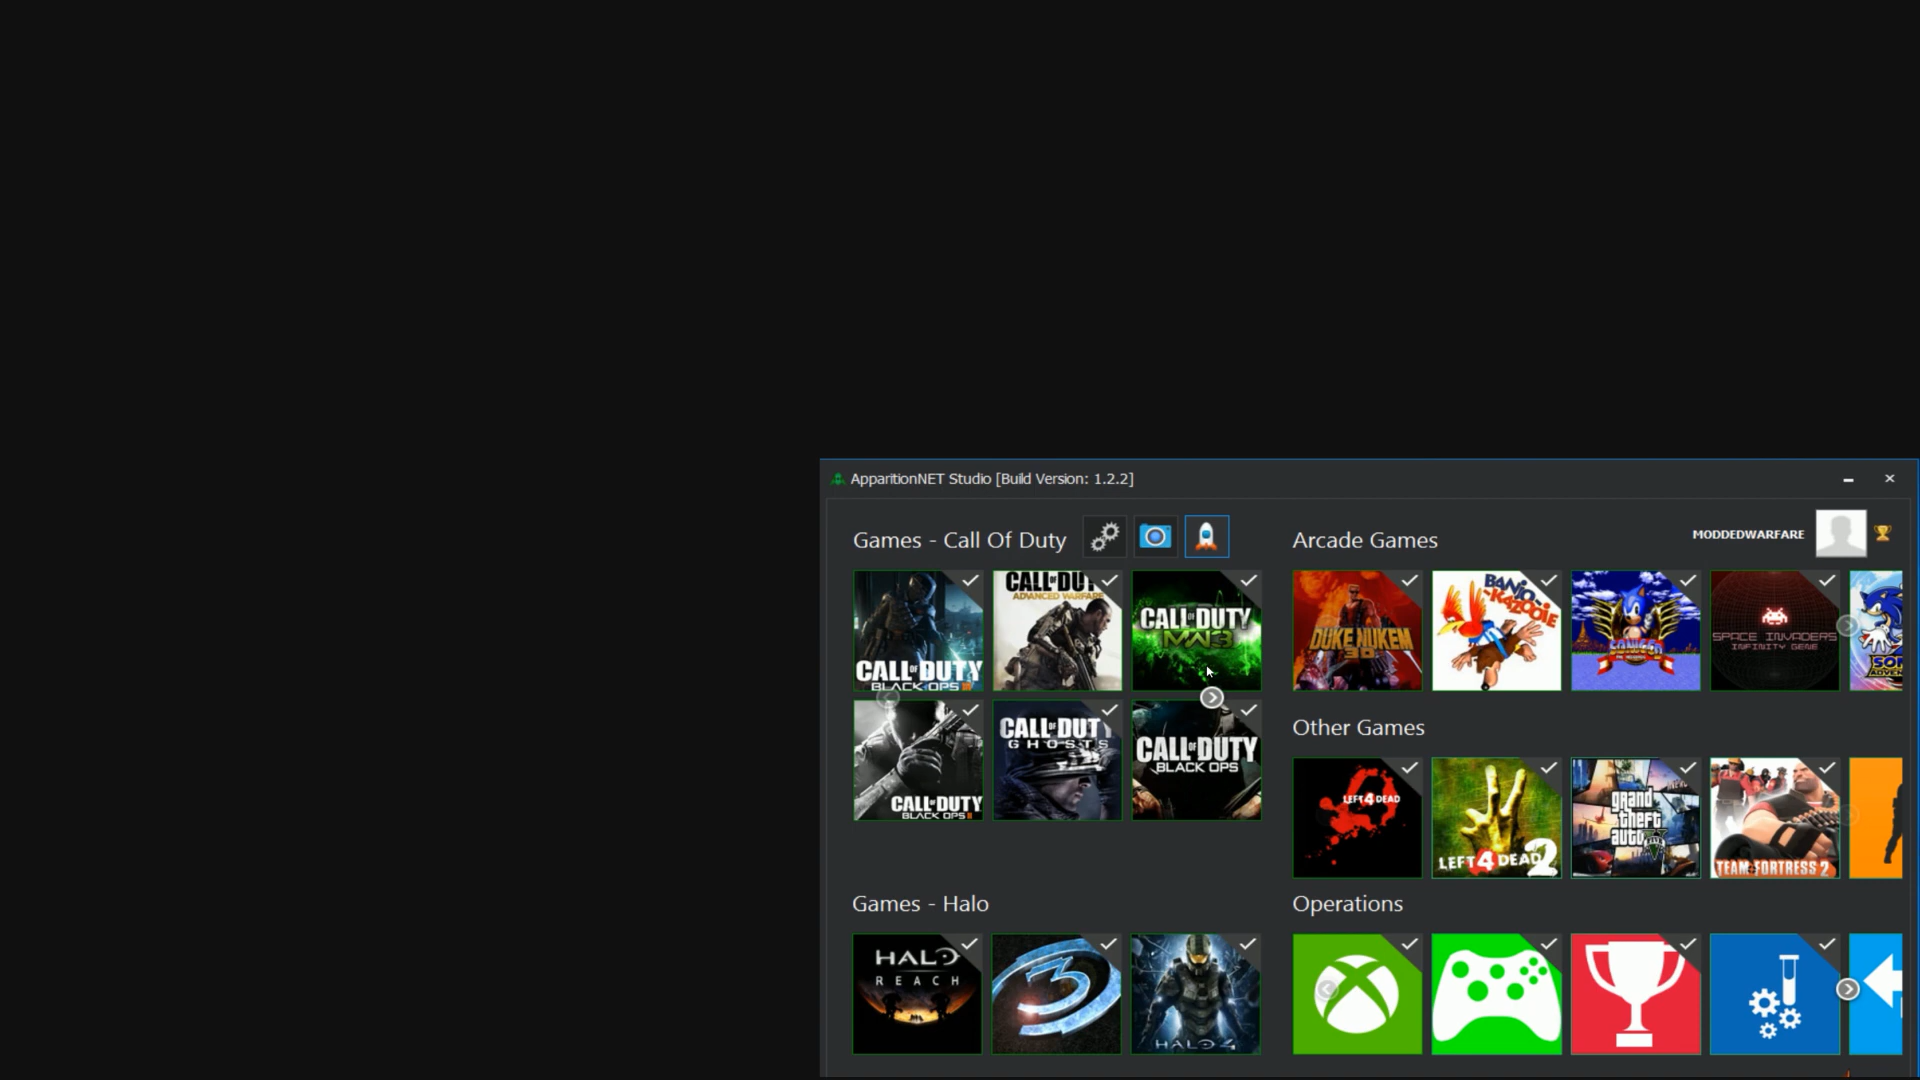 ApparitionNET Studio [Build Version: 1.2.2]
Games - Call Of Duty
CALL OF DUTY
BLACK OPS III
CALL OF DUTY
ADVANCED WARFARE
CALL OF DUTY
MW3
CALL OF DUTY
BLACK OPS II
CALL OF DUTY
GHOSTS
CALL OF DUTY
BLACK OPS
Games - Halo
HALO
REACH
3
HALO 4
Arcade Games
MODDEDWARFARE
DUKE NUKEM
3D
BANJO
-KAZOOIE
SPACE INVADERS
INFINITY GENE
Other Games
LEFT 4 DEAD
LEFT 4 DEAD 2
grand
theft
auto V
TEAM FORTRESS 2
Operations